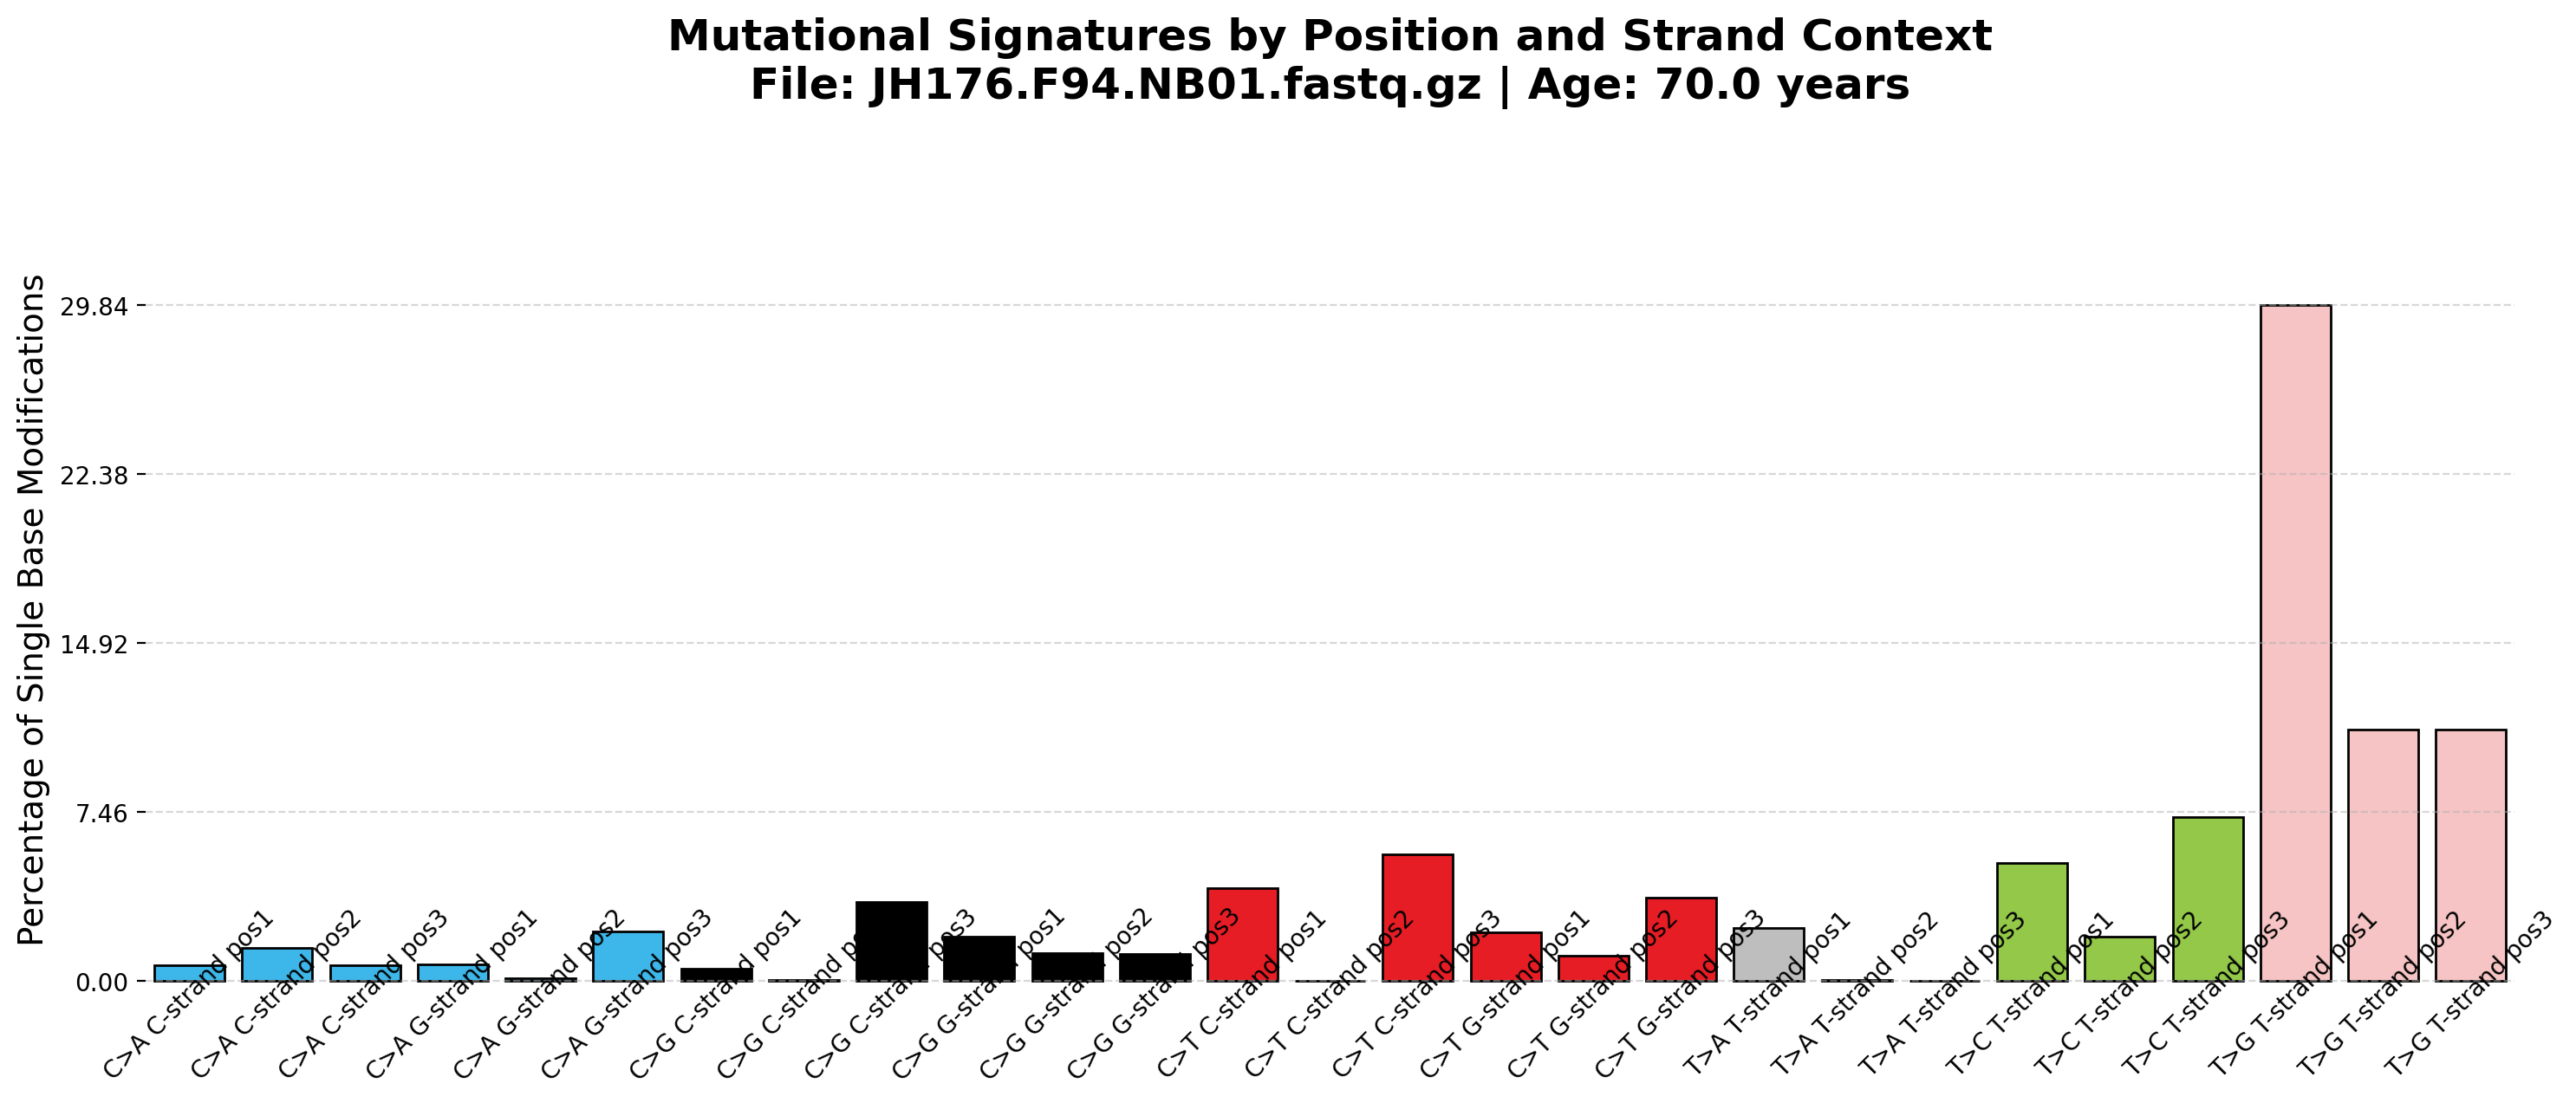 Mutational Signatures by Position and Strand Context
File: JH176.F94.NB01.fastq.gz | Age: 70.0 years
Percentage of Single Base Modifications
29.84
22.38
14.92
7.46
0.00
C>A C-strand pos1
C>A C-strand pos2
C>A C-strand pos3
C>A G-strand pos1
C>A G-strand pos2
C>A G-strand pos3
C>G C-strand pos1
C>G C-strand pos2
C>G C-strand pos3
C>G G-strand pos1
C>G G-strand pos2
C>G G-strand pos3
C>T C-strand pos1
C>T C-strand pos2
C>T C-strand pos3
C>T G-strand pos1
C>T G-strand pos2
C>T G-strand pos3
T>A T-strand pos1
T>A T-strand pos2
T>A T-strand pos3
T>C T-strand pos1
T>C T-strand pos2
T>C T-strand pos3
T>G T-strand pos1
T>G T-strand pos2
T>G T-strand pos3